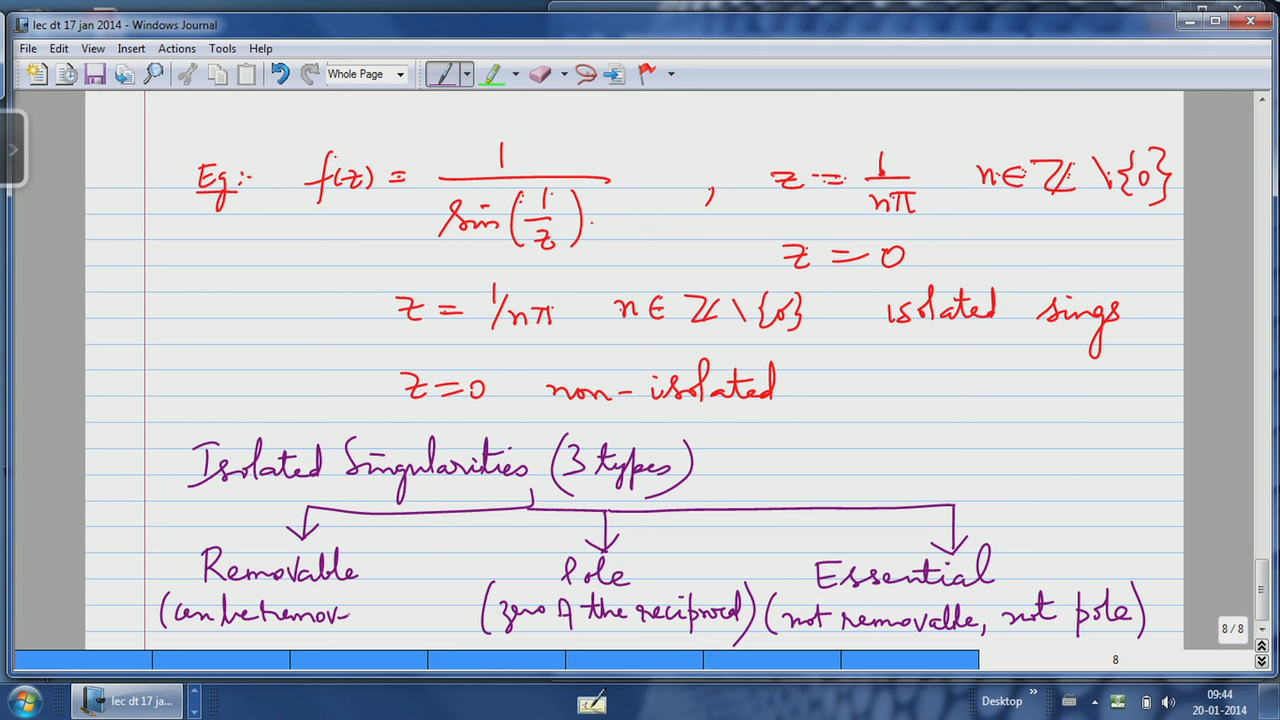 lec dt 17 jan 2014 - Windows Journal
File Edit View Insert Actions Tools Help
Whole Page
Eg:- f(z) = 1 / sin(1/z) , z = 1/nπ n ∈ ℤ \ {0}
z = 0
z = 1/nπ n ∈ ℤ \ {0} isolated sings
z = 0 non-isolated
Isolated Singularities (3 types)
Removable Pole Essential
(can be remov (zero of the reciprocal) (not removable, not pole)
8 / 8
8
lec dt 17 ja... Desktop 09:44
20-01-2014